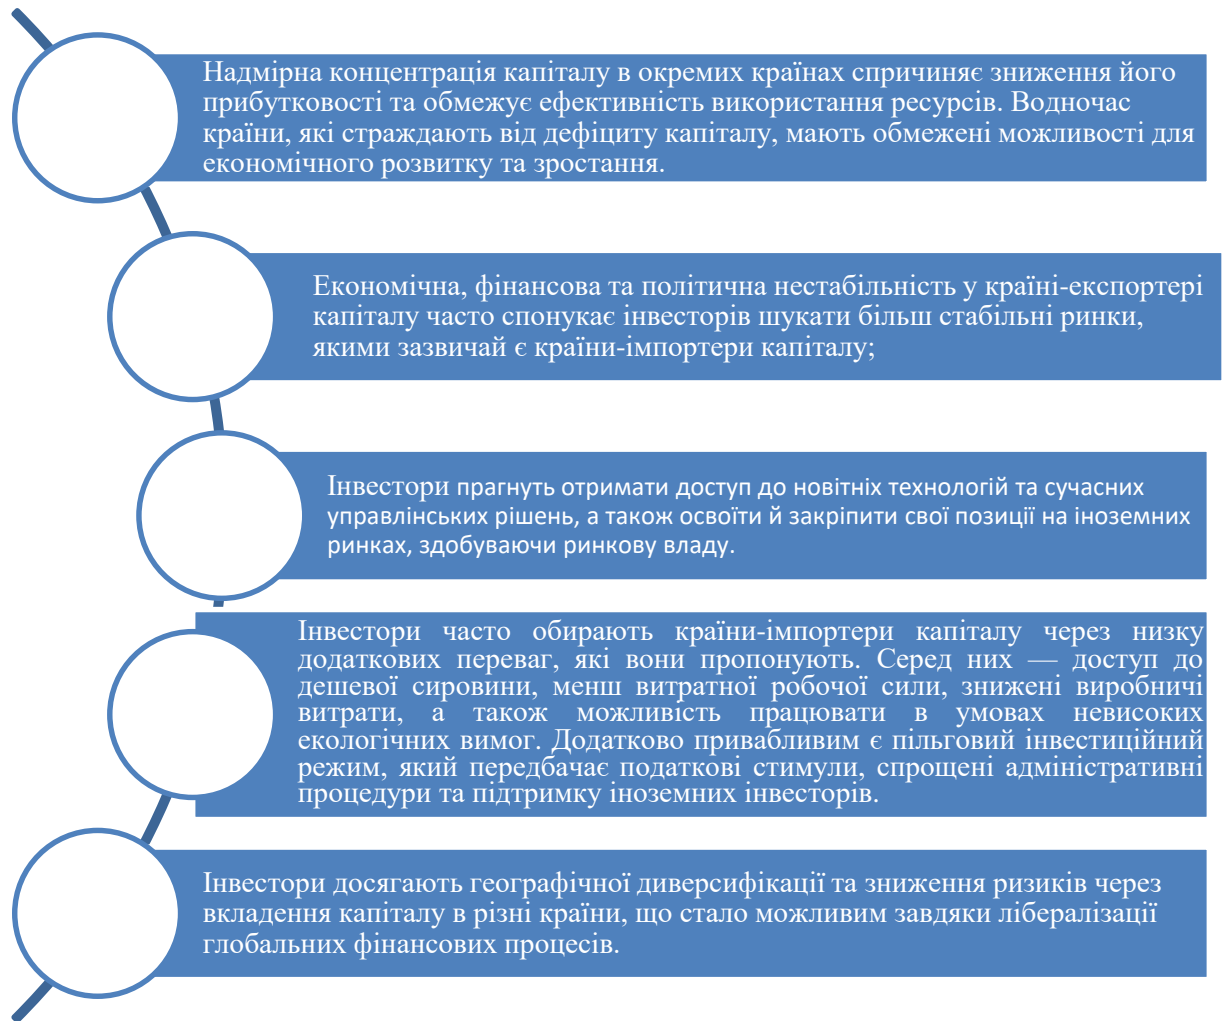 Надмірна концентрація капіталу в окремих країнах спричиняє зниження його
прибутковості та обмежує ефективність використання ресурсів. Водночас
країни, які страждають від дефіциту капіталу, мають обмежені можливості для
економічного розвитку та зростання.
Економічна, фінансова та політична нестабільність у країні-експортері
капіталу часто спонукає інвесторів шукати більш стабільні ринки,
якими зазвичай є країни-імпортери капіталу;
Інвестори прагнуть отримати доступ до новітніх технологій та сучасних
управлінських рішень, а також освоїти й закріпити свої позиції на іноземних
ринках, здобуваючи ринкову владу.
Інвестори часто обирають країни-імпортери капіталу через низку
додаткових переваг, які вони пропонують. Серед них — доступ до
дешевої сировини, менш витратної робочої сили, знижені виробничі
витрати, а також можливість працювати в умовах невисоких
екологічних вимог. Додатково привабливим є пільговий інвестиційний
режим, який передбачає податкові стимули, спрощені адміністративні
процедури та підтримку іноземних інвесторів.
Інвестори досягають географічної диверсифікації та зниження ризиків через
вкладення капіталу в різні країни, що стало можливим завдяки лібералізації
глобальних фінансових процесів.